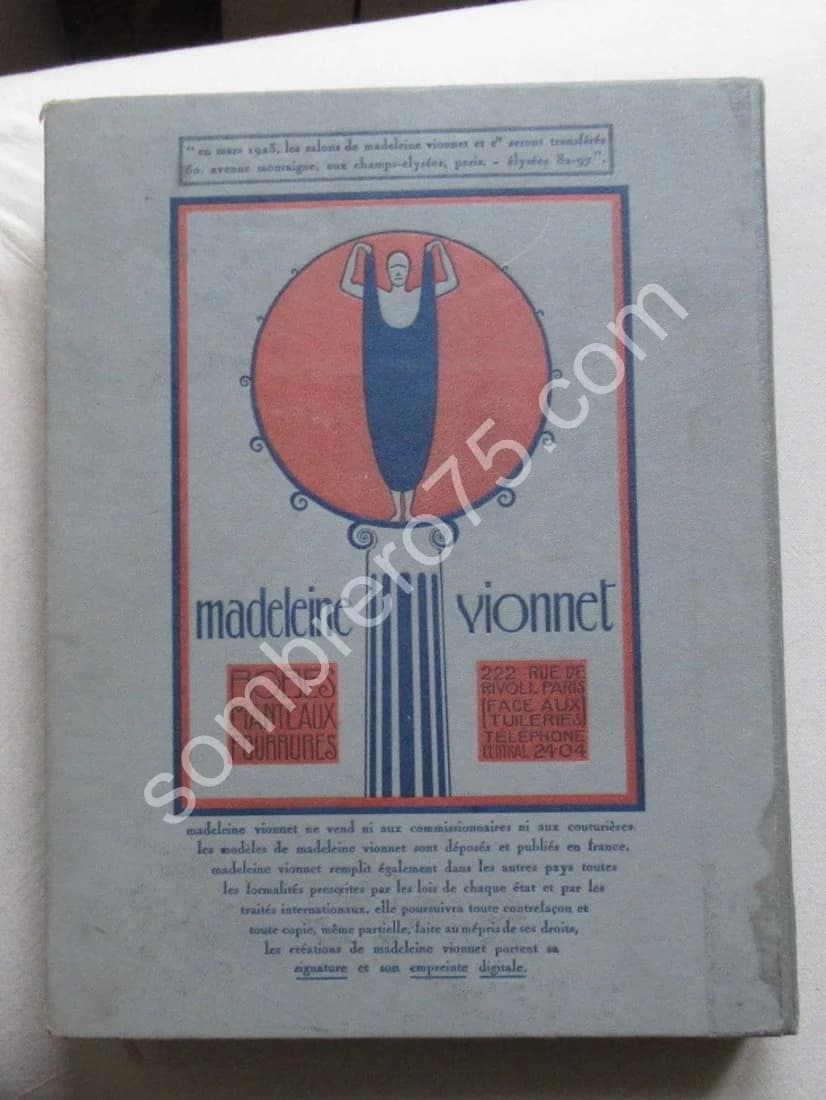 "en mars 1923, les salons de madeleine vionnet et cie seront transférés
50, avenue montaigne, aux champs-elysées, paris. - élysées 82-97".
madeleine vionnet
ROBES
MANTEAUX
FOURRURES
222 RUE DE
RIVOLI, PARIS
(FACE AUX
TUILERIES)
TÉLÉPHONE
CENTRAL 24-04
madeleine vionnet ne vend ni aux commissionnaires ni aux couturières.
les modèles de madeleine vionnet sont déposés et publiés en france.
madeleine vionnet remplit également dans les autres pays toutes
les formalités prescrites par les lois de chaque état et par les
traités internationaux. elle poursuivra toute contrefaçon et
toute copie, même partielle, faite au mépris de ses droits,
les créations de madeleine vionnet portent sa
signature et son empreinte digitale.
sombrero75.com